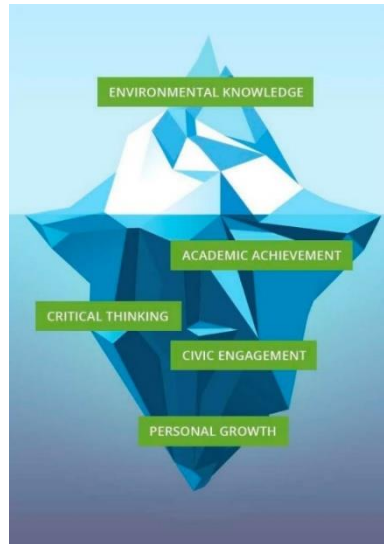 ENVIRONMENTAL KNOWLEDGE
ACADEMIC ACHIEVEMENT
CRITICAL THINKING
CIVIC ENGAGEMENT
PERSONAL GROWTH